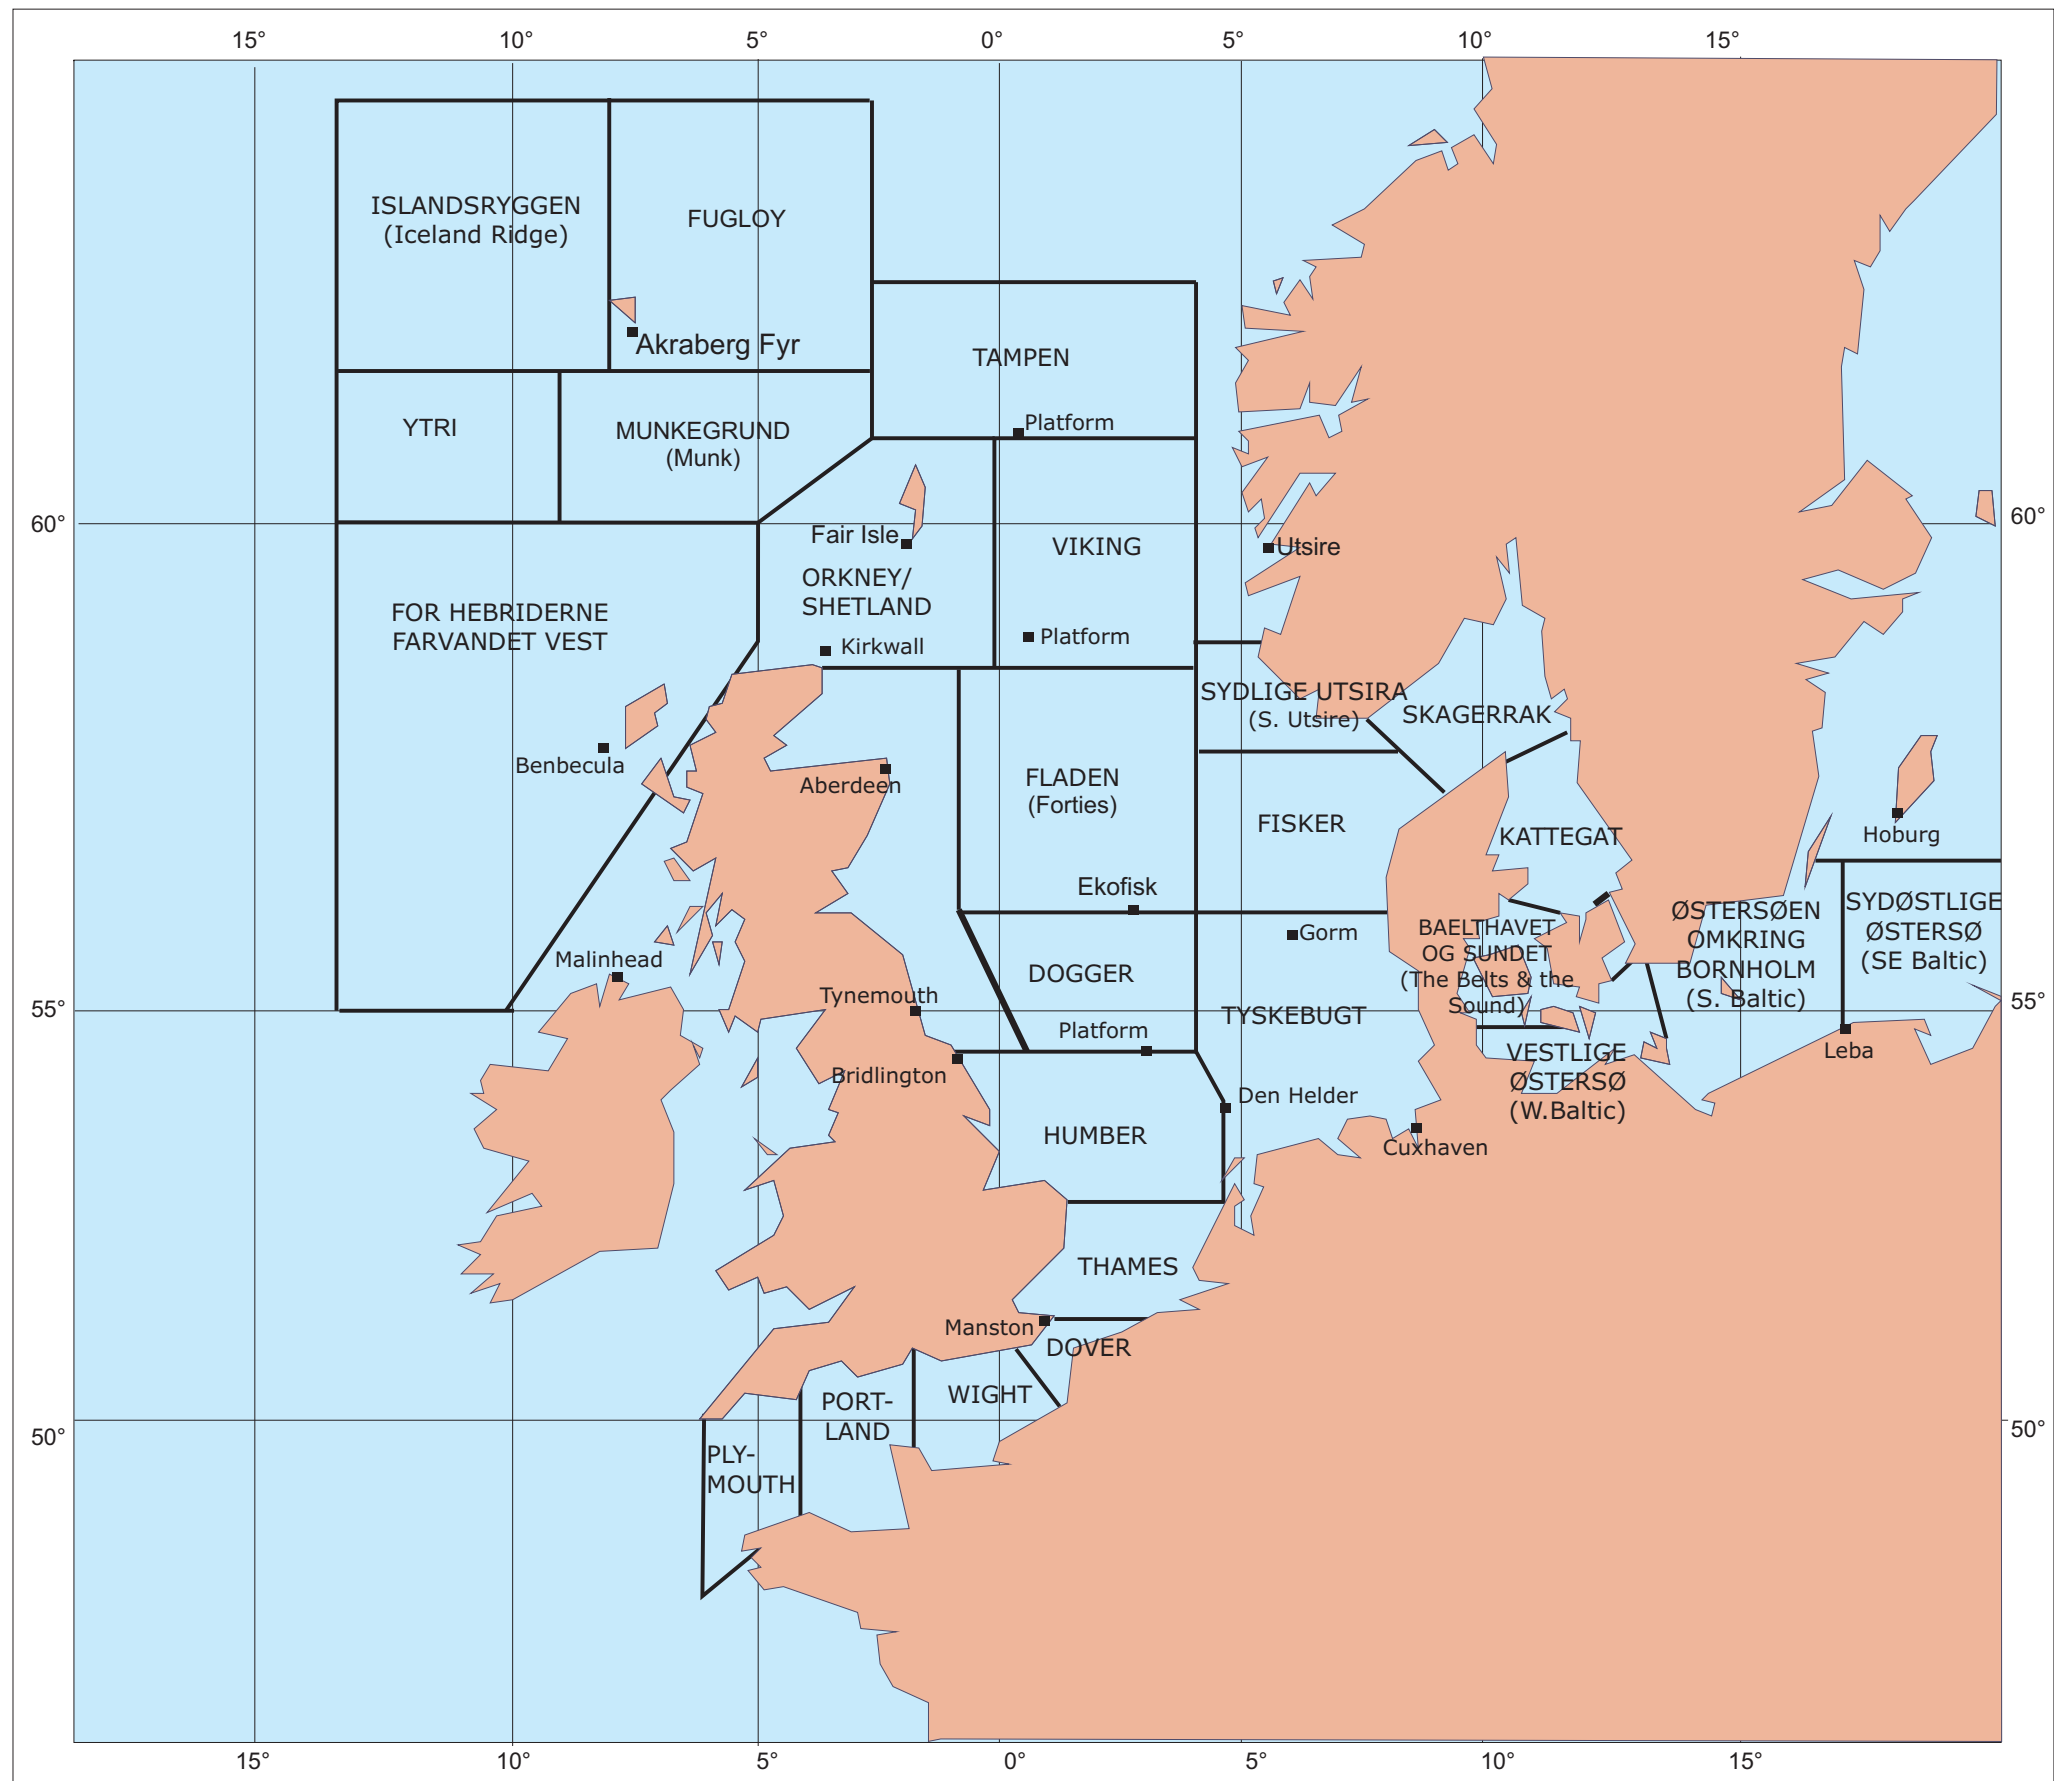 15°
10°
5°
0°
5°
10°
15°
ISLANDSRYGGEN
(Iceland Ridge)
FUGLOY
Akraberg Fyr
TAMPEN
Platform
YTRI
MUNKEGRUND
(Munk)
60°
60°
Fair Isle
VIKING
Utsire
ORKNEY/
SHETLAND
FOR HEBRIDERNE
FARVANDET VEST
Platform
Kirkwall
SYDLIGE UTSIRA
(S. Utsire)
SKAGERRAK
Benbecula
Aberdeen
FLADEN
(Forties)
FISKER
KATTEGAT
Hoburg
Ekofisk
Gorm
BAELTHAVET
OG SUNDET
(The Belts & the
Sound)
ØSTERSØEN
OMKRING
BORNHOLM
(S. Baltic)
SYDØSTLIGE
ØSTERSØ
(SE Baltic)
Malinhead
DOGGER
Tynemouth
55°
55°
TYSKEBUGT
Platform
Bridlington
VESTLIGE
ØSTERSØ
(W.Baltic)
Leba
Den Helder
HUMBER
Cuxhaven
THAMES
Manston
DOVER
WIGHT
PORT-
LAND
50°
50°
PLY-
MOUTH
15°
10°
5°
0°
5°
10°
15°